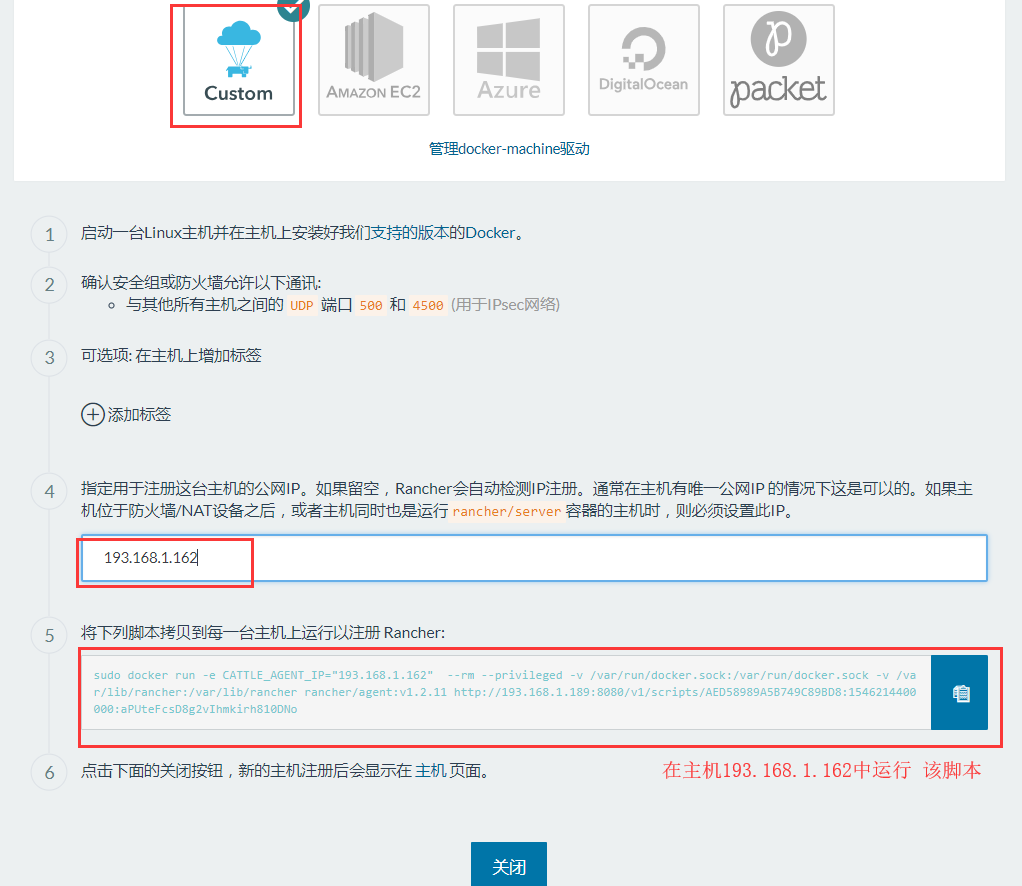 Custom
AMAZON EC2
Azure
DigitalOcean
packet
管理docker-machine驱动
1 启动一台Linux主机并在主机上安装好我们支持的版本的Docker。
2 确认安全组或防火墙允许以下通讯:
与其他所有主机之间的 UDP 端口 500 和 4500 (用于IPsec网络)
3 可选项: 在主机上增加标签
添加标签
4 指定用于注册这台主机的公网IP。如果留空，Rancher会自动检测IP注册。通常在主机有唯一公网IP 的情况下这是可以的。如果主
机位于防火墙/NAT设备之后，或者主机同时也是运行 rancher/server 容器的主机时，则必须设置此IP。
193.168.1.162
5 将下列脚本拷贝到每一台主机上运行以注册 Rancher:
sudo docker run -e CATTLE_AGENT_IP="193.168.1.162"  --rm --privileged -v /var/run/docker.sock:/var/run/docker.sock -v /va
r/lib/rancher:/var/lib/rancher rancher/agent:v1.2.11 http://193.168.1.189:8080/v1/scripts/AED58989A5B749C89BD8:1546214400
000:aPUteFcsD8g2vIhmkirh810DNo
6 点击下面的关闭按钮，新的主机注册后会显示在 主机 页面。
在主机193.168.1.162中运行 该脚本
关闭